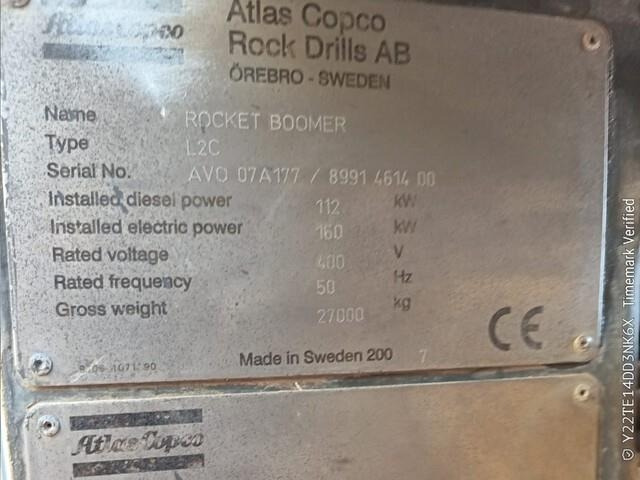 Atlas Copco
Atlas Copco
Rock Drills AB
ÖREBRO - SWEDEN
Name ROCKET BOOMER
Type L2C
Serial No. AVO 07A177 / 8991 4614 00
Installed diesel power 112 kW
Installed electric power 160 kW
Rated voltage 400 V
Rated frequency 50 Hz
Gross weight 27000 kg
CE
Made in Sweden 200 7
Atlas Copco
Y22TE14DD3NK6X Timemark Verified